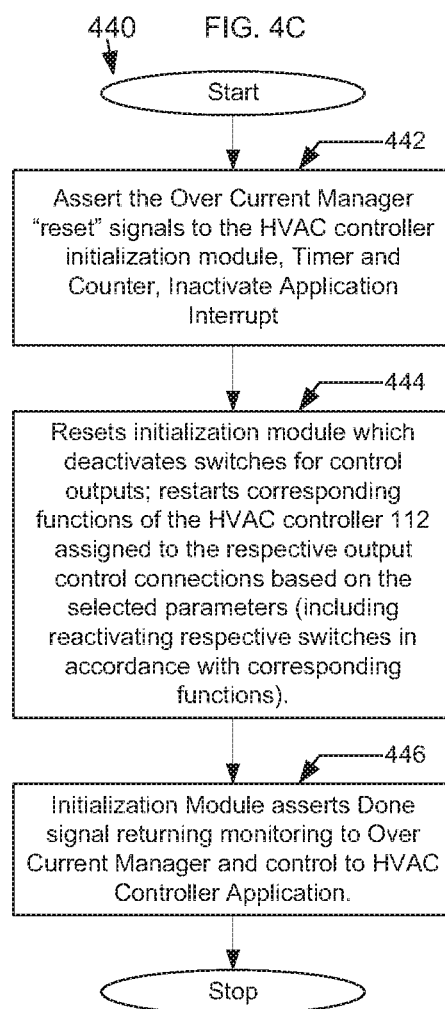 440 FIG. 4C
Start
442
Assert the Over Current Manager
"reset" signals to the HVAC controller
initialization module, Timer and
Counter, Inactivate Application
Interrupt
444
Resets initialization module which
deactivates switches for control
outputs; restarts corresponding
functions of the HVAC controller 112
assigned to the respective output
control connections based on the
selected parameters (including
reactivating respective switches in
accordance with corresponding
functions).
446
Initialization Module asserts Done
signal returning monitoring to Over
Current Manager and control to HVAC
Controller Application.
Stop